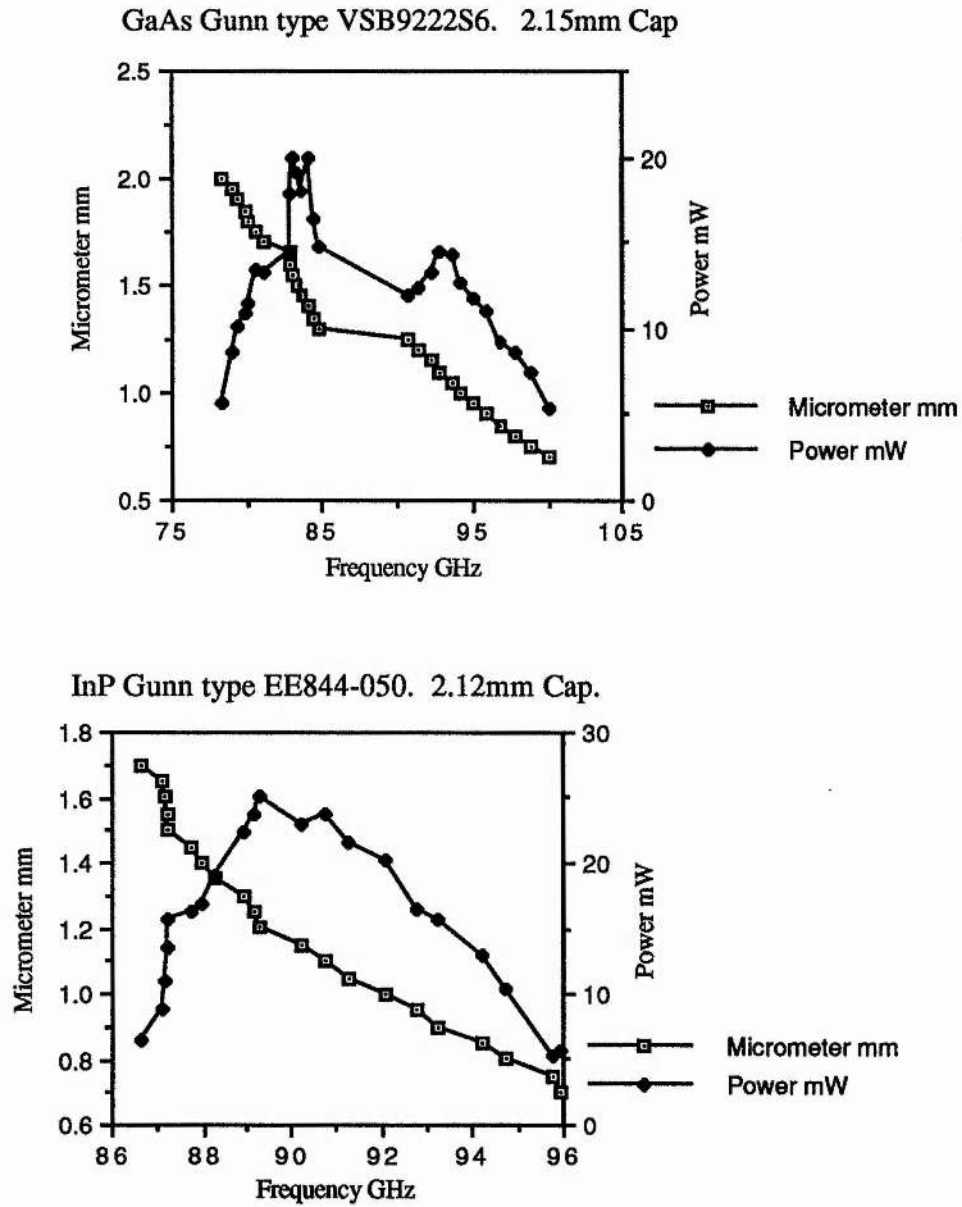 GaAs Gunn type VSB9222S6. 2.15mm Cap
2.5
2.0
1.5
1.0
0.5
Micrometer mm
20
10
0
Power mW
75
85
95
105
Frequency GHz
Micrometer mm
Power mW
InP Gunn type EE844-050. 2.12mm Cap.
1.8
1.6
1.4
1.2
1.0
0.8
0.6
Micrometer mm
30
20
10
0
Power mW
86
88
90
92
94
96
Frequency GHz
Micrometer mm
Power mW